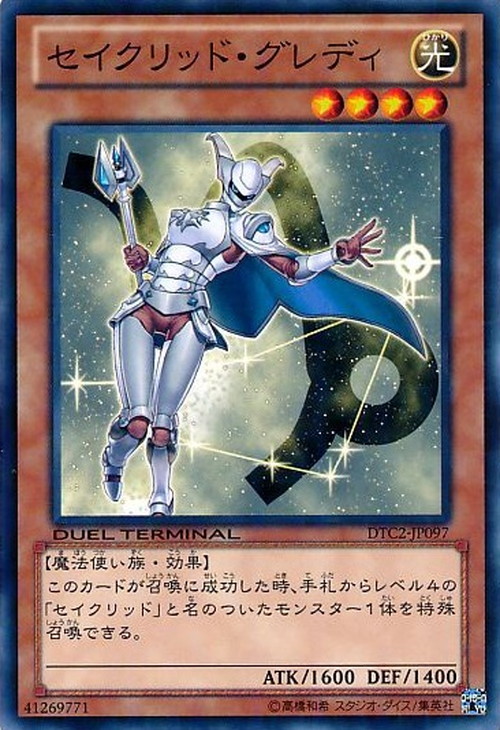 セイクリッド・グレディ
ひかり
光
DUEL TERMINAL
DTC2-JP097
【魔法使い族・効果】
このカードが召喚に成功した時、手札からレベル4の
「セイクリッド」と名のついたモンスター1体を特殊
召喚できる。
ATK/1600 DEF/1400
41269771
©高橋和希 スタジオ・ダイス/集英社